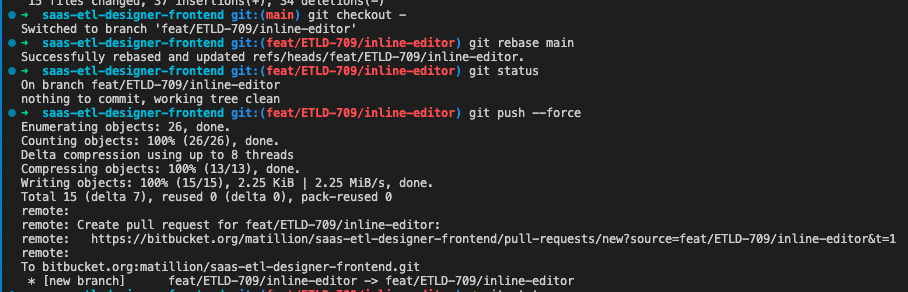 15 files changed, 37 insertions(+), 34 deletions(-)
➜ saas-etl-designer-frontend git:(main) git checkout -
Switched to branch 'feat/ETLD-709/inline-editor'
➜ saas-etl-designer-frontend git:(feat/ETLD-709/inline-editor) git rebase main
Successfully rebased and updated refs/heads/feat/ETLD-709/inline-editor.
➜ saas-etl-designer-frontend git:(feat/ETLD-709/inline-editor) git status
On branch feat/ETLD-709/inline-editor
nothing to commit, working tree clean
➜ saas-etl-designer-frontend git:(feat/ETLD-709/inline-editor) git push --force
Enumerating objects: 26, done.
Counting objects: 100% (26/26), done.
Delta compression using up to 8 threads
Compressing objects: 100% (13/13), done.
Writing objects: 100% (15/15), 2.25 KiB | 2.25 MiB/s, done.
Total 15 (delta 7), reused 0 (delta 0), pack-reused 0
remote:
remote: Create pull request for feat/ETLD-709/inline-editor:
remote:   https://bitbucket.org/matillion/saas-etl-designer-frontend/pull-requests/new?source=feat/ETLD-709/inline-editor&t=1
remote:
To bitbucket.org:matillion/saas-etl-designer-frontend.git
 * [new branch]      feat/ETLD-709/inline-editor -> feat/ETLD-709/inline-editor